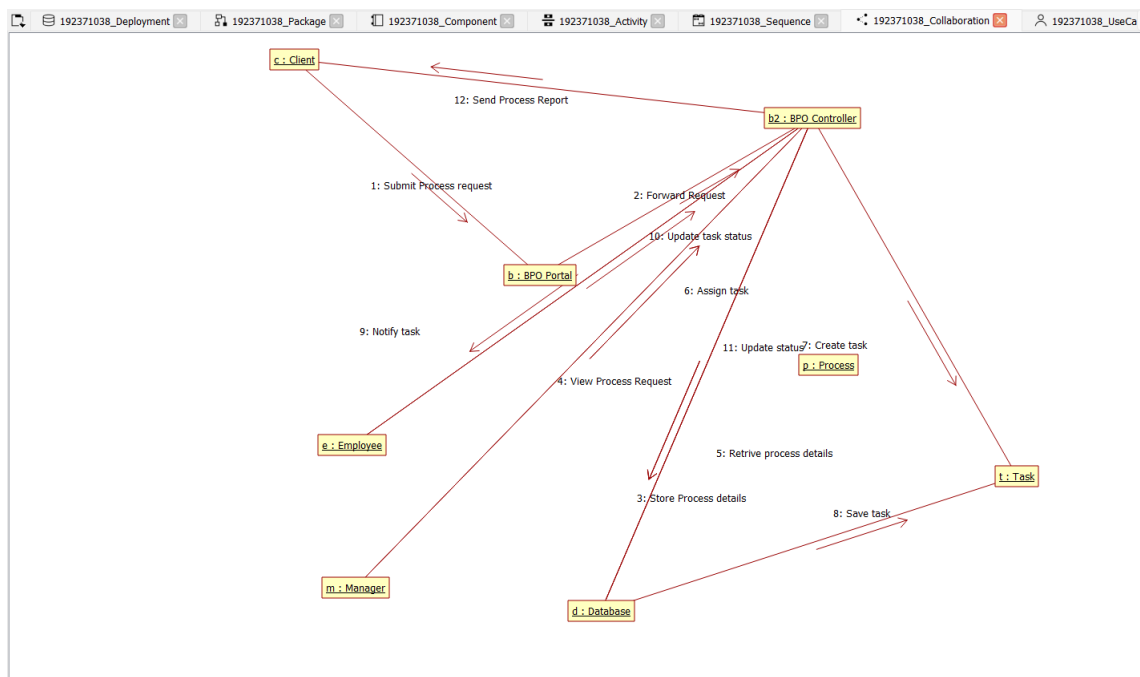 192371038_Deployment
192371038_Package
192371038_Component
192371038_Activity
192371038_Sequence
192371038_Collaboration
192371038_UseCa
c : Client
12: Send Process Report
b2 : BPO Controller
1: Submit Process request
2: Forward Request
10: Update task status
b : BPO Portal
6: Assign task
9: Notify task
11: Update status
7: Create task
p : Process
4: View Process Request
e : Employee
5: Retrive process details
t : Task
3: Store Process details
8: Save task
m : Manager
d : Database